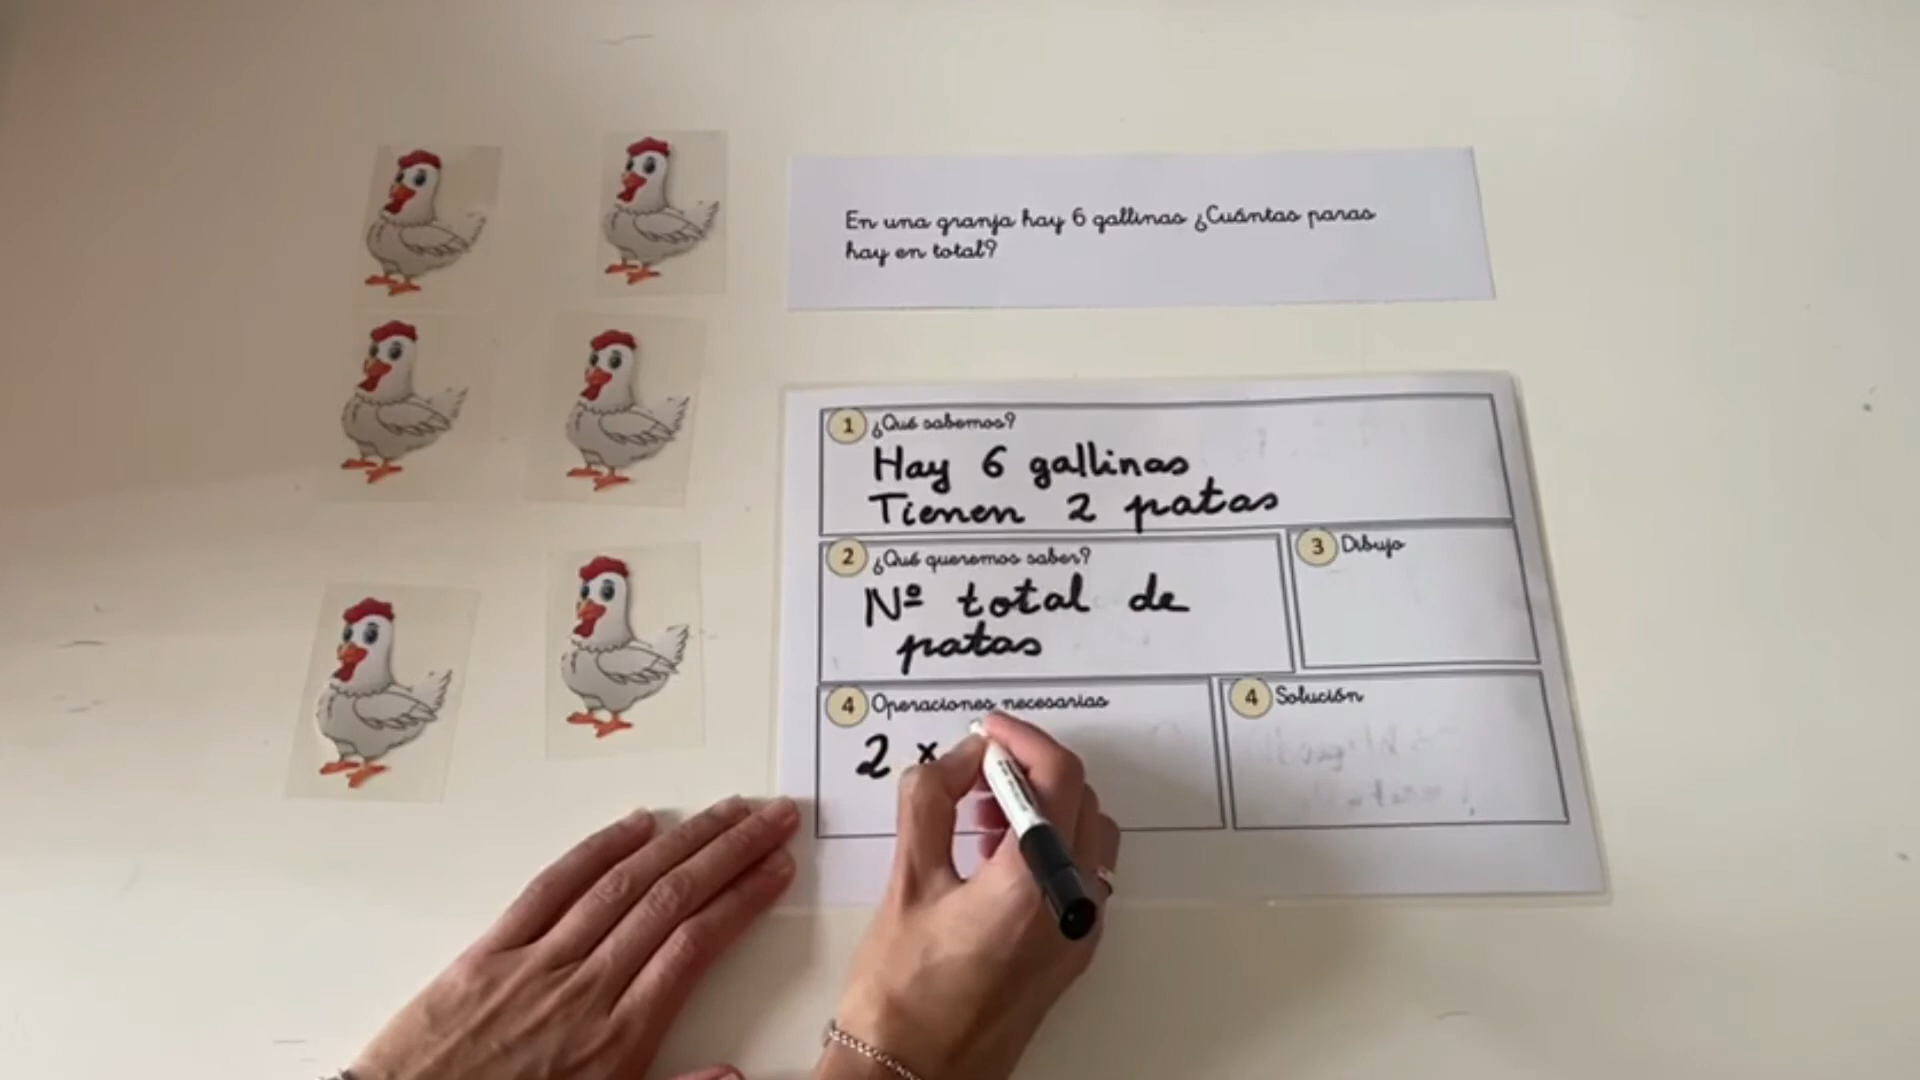 En una granja hay 6 gallinas ¿Cuántas paras
hay en total?
1 ¿Qué sabemos?
Hay 6 gallinas
Tienen 2 patas
2 ¿Qué queremos saber?
Nº total de
patas
3 Dibujo
4 Operaciones necesarias
2 x
4 Solución